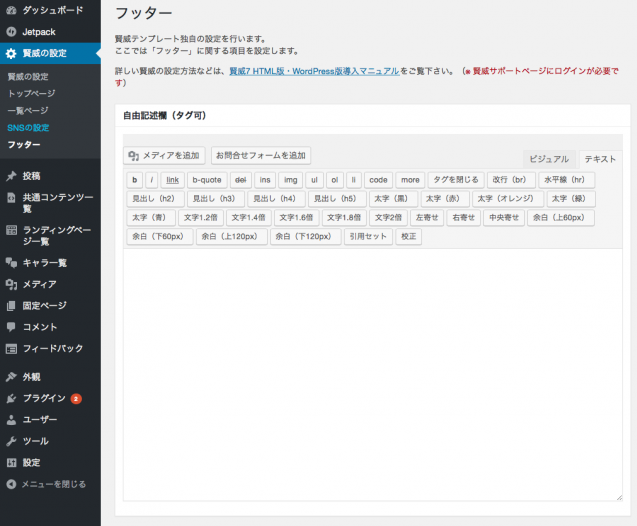 ダッシュボード
Jetpack
賢威の設定
賢威の設定
トップページ
一覧ページ
SNSの設定
フッター
投稿
共通コンテンツ一
覧
ランディングペー
ジ一覧
キャラ一覧
メディア
固定ページ
コメント
フィードバック
外観
プラグイン 2
ユーザー
ツール
設定
メニューを閉じる
フッター
賢威テンプレート独自の設定を行います。
ここでは「フッター」に関する項目を設定します。
詳しい賢威の設定方法などは、賢威7 HTML版・WordPress版導入マニュアルをご覧下さい。（※ 賢威サポートページにログインが必要で
す）
自由記述欄（タグ可）
メディアを追加 お問合せフォームを追加
ビジュアル テキスト
b i link b-quote del ins img ul ol li code more タグを閉じる 改行（br） 水平線（hr）
見出し（h2） 見出し（h3） 見出し（h4） 見出し（h5） 太字（黒） 太字（赤） 太字（オレンジ） 太字（緑）
太字（青） 文字1.2倍 文字1.4倍 文字1.6倍 文字1.8倍 文字2倍 左寄せ 右寄せ 中央寄せ 余白（上60px）
余白（下60px） 余白（上120px） 余白（下120px） 引用セット 校正